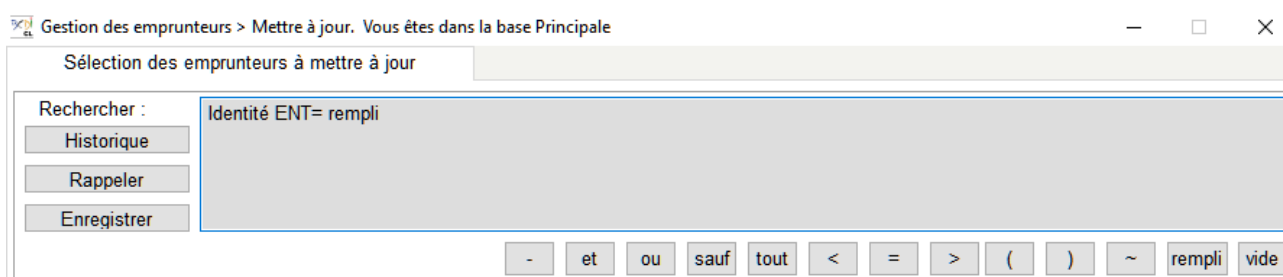 Gestion des emprunteurs > Mettre à jour. Vous êtes dans la base Principale
Sélection des emprunteurs à mettre à jour
Rechercher :
Identité ENT= rempli
Historique
Rappeler
Enregistrer
- et ou sauf tout < = > ( ) ~ rempli vide